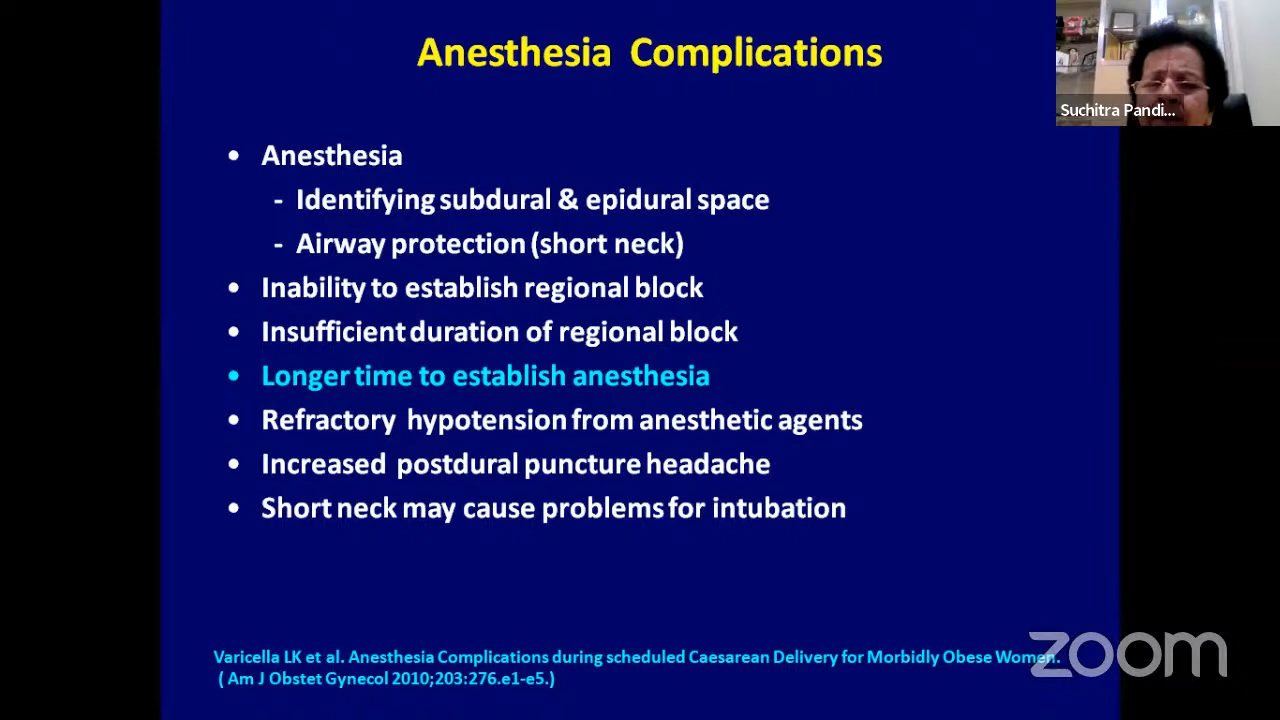 Anesthesia Complications
Suchitra Pandi...
• Anesthesia
- Identifying subdural & epidural space
- Airway protection (short neck)
• Inability to establish regional block
• Insufficient duration of regional block
• Longer time to establish anesthesia
• Refractory hypotension from anesthetic agents
• Increased postdural puncture headache
• Short neck may cause problems for intubation
Varicella LK et al. Anesthesia Complications during scheduled Caesarean Delivery for Morbidly Obese Women.
( Am J Obstet Gynecol 2010;203:276.e1-e5.)
zoom